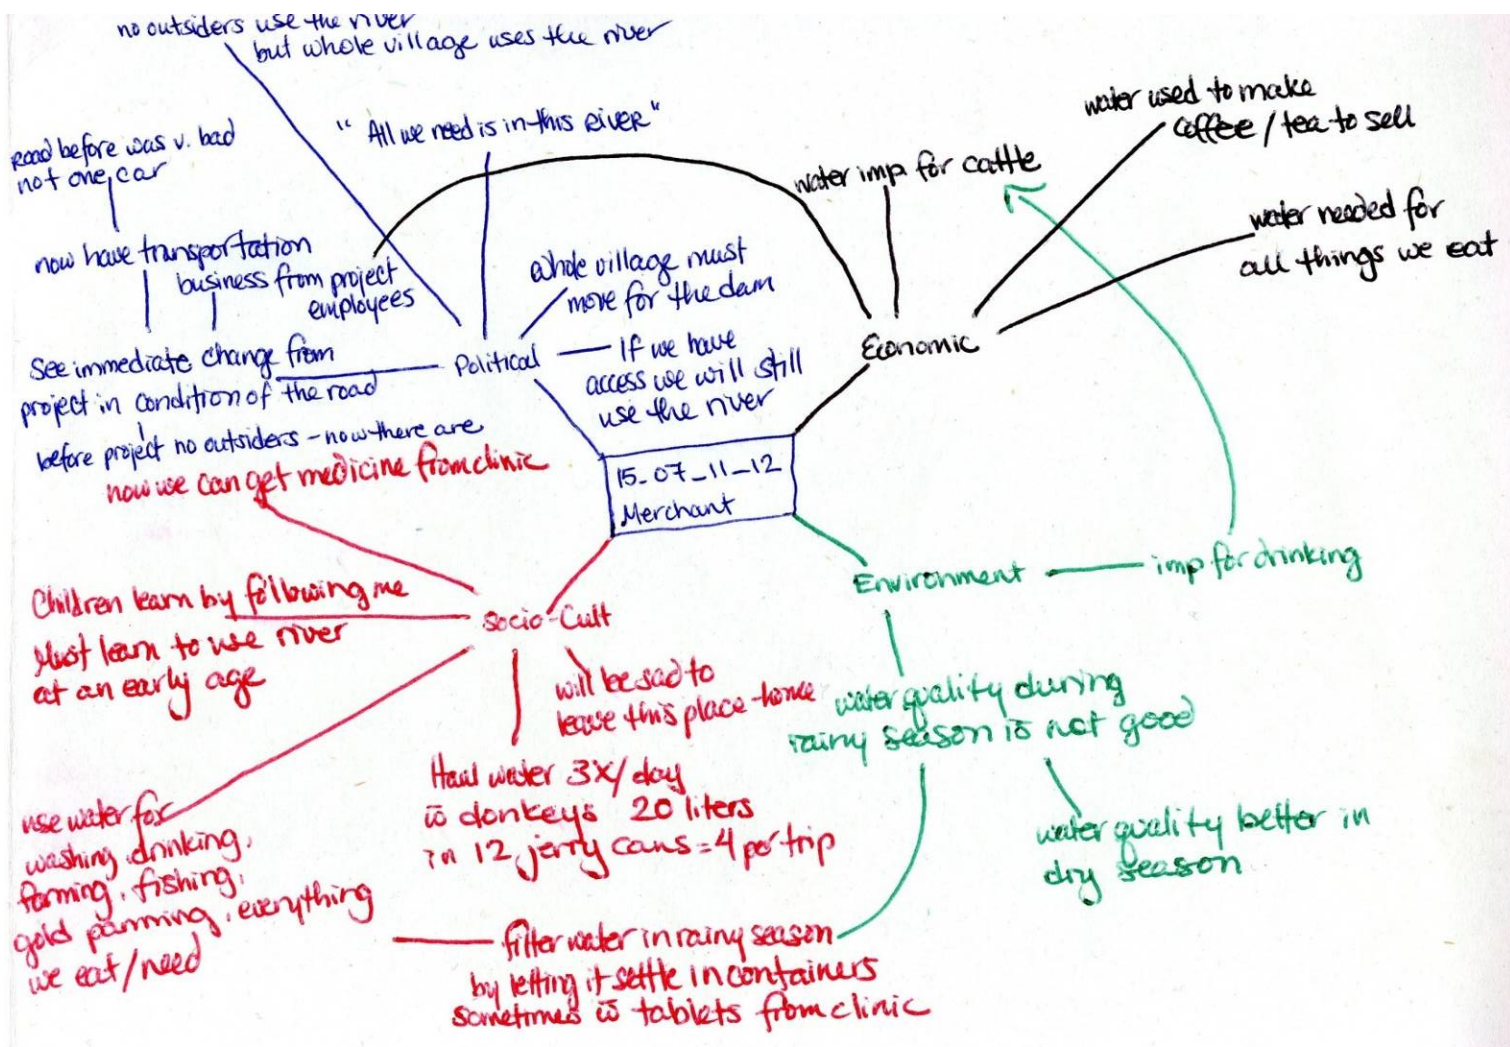 no outsiders use the river
but whole village uses the river
"All we need is in this River"
Road before was v. bad
not one car
now have transportation
business from project
employees
whole village must
move for the dam
See immediate change from
project in condition of the road
before project no outsiders - now there are
Political
If we have
access we will still
use the river
water imp for cattle
water used to make
coffee / tea to sell
water needed for
all things we eat
Economic
15_07_11_12
Merchant
now we can get medicine from clinic
Children learn by following me
Must learn to use river
at an early age
Socio-Cult
will be sad to
leave this place-home
Haul water 3x/day
w̄ donkeys 20 liters
in 12 jerry cans = 4 per trip
use water for
washing, drinking,
farming, fishing,
gold panning, everything
we eat/need
filter water in rainy season
by letting it settle in containers
sometimes w̄ tablets from clinic
Environment
imp for drinking
water quality during
rainy season is not good
water quality better in
dry season